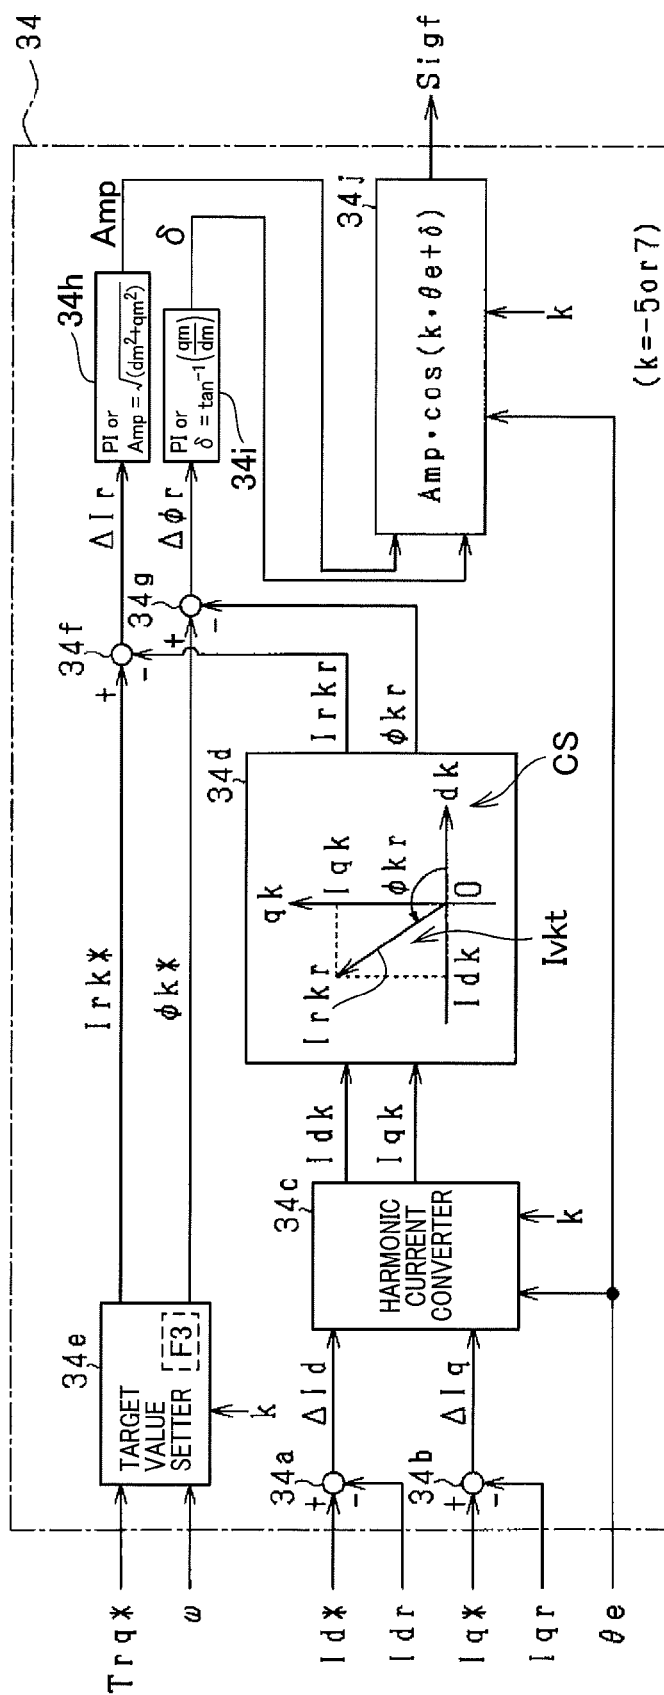 34
Trq*
ω
Id*
Idr
Iq*
Iqr
θe
34e
TARGET
VALUE
SETTER
F3
k
34a
+
-
ΔId
34b
+
-
ΔIq
34c
HARMONIC
CURRENT
CONVERTER
k
Idk
Iqk
Irk*
φk*
34d
qk
Iqk
Irkr
φkr
dk
Idk
0
Ivkt
CS
Irkr
φkr
34f
+
-
ΔIr
34g
+
-
Δφr
34h
PI or
Amp = √(dm²+qm²)
Amp
PI or
δ = tan⁻¹(qm/dm)
34i
δ
34j
Amp·cos(k·θe+δ)
k
Sigf
(k=-5or7)